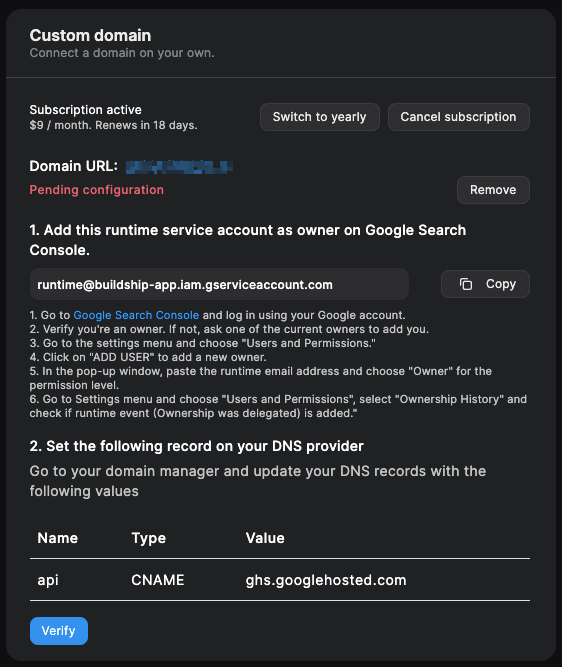 Custom domain
Connect a domain on your own.
Subscription active
$9 / month. Renews in 18 days.
Switch to yearly
Cancel subscription
Domain URL:
Pending configuration
Remove
1. Add this runtime service account as owner on Google Search
Console.
runtime@buildship-app.iam.gserviceaccount.com
Copy
1. Go to Google Search Console and log in using your Google account.
2. Verify you're an owner. If not, ask one of the current owners to add you.
3. Go to the settings menu and choose "Users and Permissions."
4. Click on "ADD USER" to add a new owner.
5. In the pop-up window, paste the runtime email address and choose "Owner" for the
permission level.
6. Go to Settings menu and choose "Users and Permissions", select "Ownership History" and
check if runtime event (Ownership was delegated) is added."
2. Set the following record on your DNS provider
Go to your domain manager and update your DNS records with the
following values
Name Type Value
api CNAME ghs.googlehosted.com
Verify